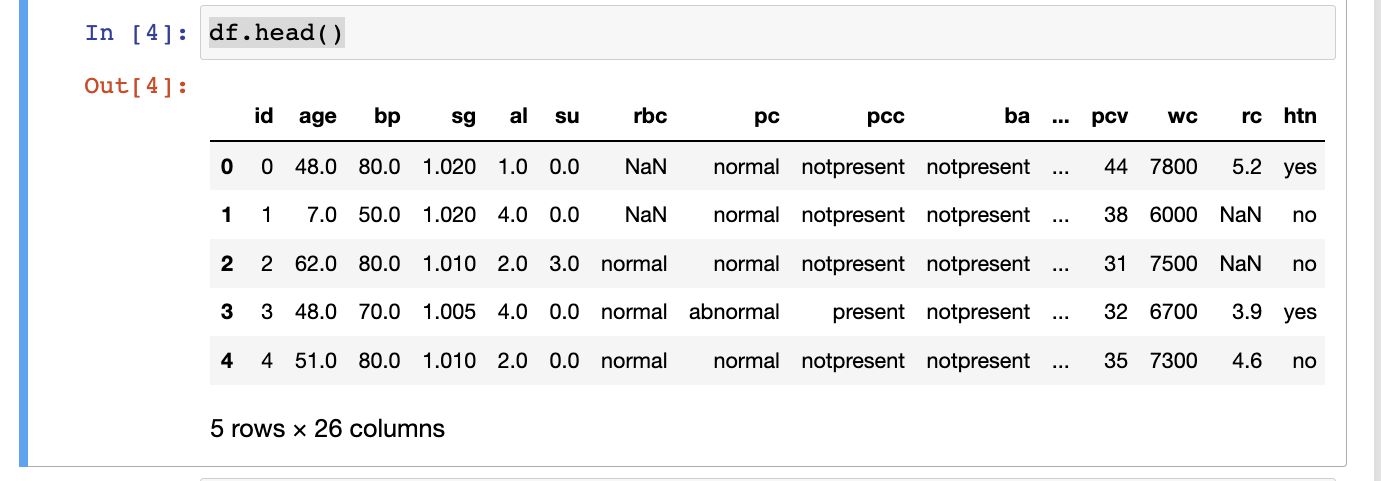 In [4]: df.head()
Out[4]:
id age bp sg al su rbc pc pcc ba ... pcv wc rc htn
0 0 48.0 80.0 1.020 1.0 0.0 NaN normal notpresent notpresent ... 44 7800 5.2 yes
1 1 7.0 50.0 1.020 4.0 0.0 NaN normal notpresent notpresent ... 38 6000 NaN no
2 2 62.0 80.0 1.010 2.0 3.0 normal normal notpresent notpresent ... 31 7500 NaN no
3 3 48.0 70.0 1.005 4.0 0.0 normal abnormal present notpresent ... 32 6700 3.9 yes
4 4 51.0 80.0 1.010 2.0 0.0 normal normal notpresent notpresent ... 35 7300 4.6 no
5 rows × 26 columns